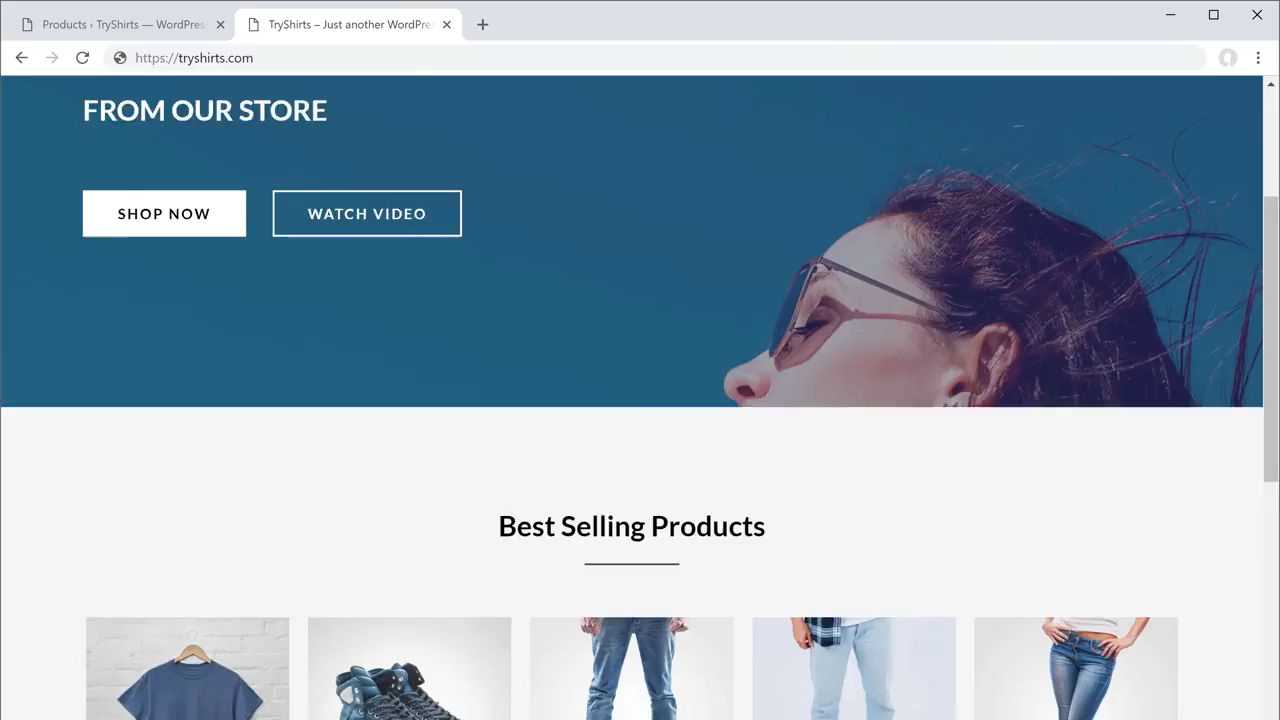 Products ‹ TryShirts — WordPres
TryShirts – Just another WordPre
https://tryshirts.com
FROM OUR STORE
SHOP NOW
WATCH VIDEO
Best Selling Products